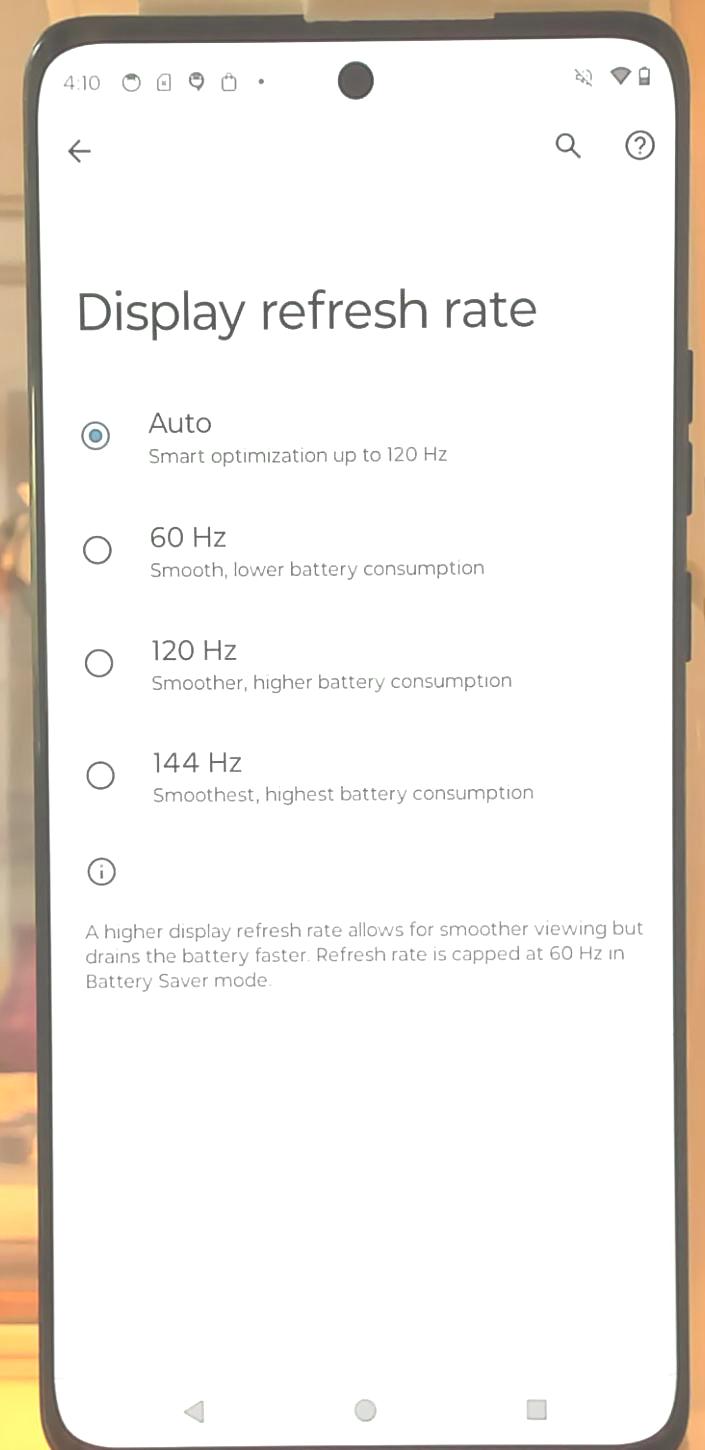 4:10
Display refresh rate
Auto
Smart optimization up to 120 Hz
60 Hz
Smooth, lower battery consumption
120 Hz
Smoother, higher battery consumption
144 Hz
Smoothest, highest battery consumption
A higher display refresh rate allows for smoother viewing but
drains the battery faster. Refresh rate is capped at 60 Hz in
Battery Saver mode.